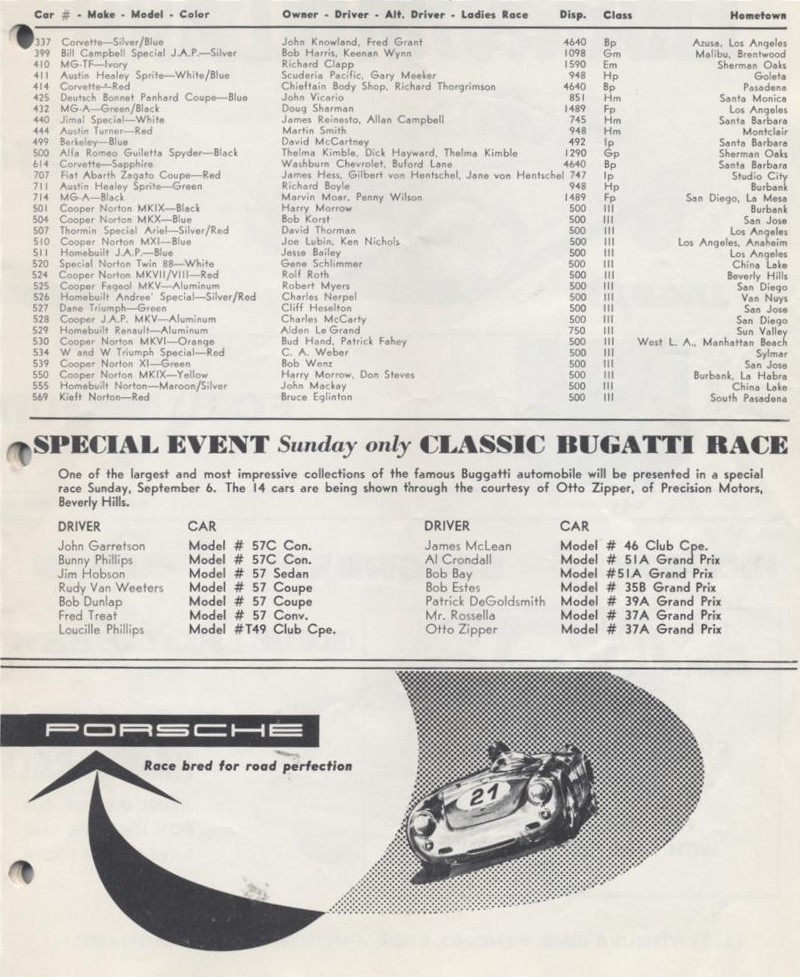 Car # - Make - Model - Color Owner - Driver - Alt. Driver - Ladies Race Disp. Class Hometown
337 Corvette—Silver/Blue John Knowland, Fred Grant 4640 Bp Azusa, Los Angeles
399 Bill Campbell Special J.A.P.—Silver Bob Harris, Keenan Wynn 1098 Gm Malibu, Brentwood
410 MG-TF—Ivory Richard Clapp 1590 Em Sherman Oaks
411 Austin Healey Sprite—White/Blue Scuderia Pacific, Gary Meeker 948 Hp Goleta
414 Corvette—Red Chieftain Body Shop, Richard Thorgrimson 4640 Bp Pasadena
425 Deutsch Bonnet Panhard Coupe—Blue John Vicario 851 Hm Santa Monica
432 MG-A—Green/Black Doug Sharman 1489 Fp Los Angeles
440 Jimal Special—White James Reinesto, Allan Campbell 745 Hm Santa Barbara
444 Austin Turner—Red Martin Smith 948 Hm Montclair
499 Berkeley—Blue David McCartney 492 Ip Santa Barbara
500 Alfa Romeo Guiletta Spyder—Black Thelma Kimble, Dick Hayward, Thelma Kimble 1290 Gp Sherman Oaks
614 Corvette—Sapphire Washburn Chevrolet, Buford Lane 4640 Bp Santa Barbara
707 Fiat Abarth Zagato Coupe—Red James Hess, Gilbert von Hentschel, Jane von Hentschel 747 Ip Studio City
711 Austin Healey Sprite—Green Richard Boyle 948 Hp Burbank
714 MG-A—Black Marvin Moar, Penny Wilson 1489 Fp San Diego, La Mesa
501 Cooper Norton MKIX—Black Harry Morrow 500 III Burbank
504 Cooper Norton MKX—Blue Bob Korst 500 III San Jose
507 Thormin Special Ariel—Silver/Red David Thorman 500 III Los Angeles
510 Cooper Norton MXI—Blue Joe Lubin, Ken Nichols 500 III Los Angeles, Anaheim
511 Homebuilt J.A.P.—Blue Jesse Bailey 500 III Los Angeles
520 Special Norton Twin 88—White Gene Schlimmer 500 III China Lake
524 Cooper Norton MKVII/VIII—Red Rolf Roth 500 III Beverly Hills
525 Cooper Fageol MKV—Aluminum Robert Myers 500 III San Diego
526 Homebuilt Andree' Special—Silver/Red Charles Nerpel 500 III Van Nuys
527 Dane Triumph—Green Cliff Heselton 500 III San Jose
528 Cooper J.A.P. MKV—Aluminum Charles McCarty 500 III San Diego
529 Homebuilt Renault—Aluminum Alden Le Grand 750 III Sun Valley
530 Cooper Norton MKVI—Orange Bud Hand, Patrick Fahey 500 III West L. A., Manhattan Beach
534 W and W Triumph Special—Red C. A. Weber 500 III Sylmar
539 Cooper Norton XI—Green Bob Wenz 500 III San Jose
550 Cooper Norton MKIX—Yellow Harry Morrow, Don Steves 500 III Burbank, La Habra
555 Homebuilt Norton—Maroon/Silver John Mackay 500 III China Lake
569 Kieft Norton—Red Bruce Eglinton 500 III South Pasadena
SPECIAL EVENT Sunday only CLASSIC BUGATTI RACE
One of the largest and most impressive collections of the famous Buggatti automobile will be presented in a special
race Sunday, September 6. The 14 cars are being shown through the courtesy of Otto Zipper, of Precision Motors,
Beverly Hills.
DRIVER CAR DRIVER CAR
John Garretson Model # 57C Con. James McLean Model # 46 Club Cpe.
Bunny Phillips Model # 57C Con. Al Crondall Model # 51A Grand Prix
Jim Hobson Model # 57 Sedan Bob Bay Model #51A Grand Prix
Rudy Van Weeters Model # 57 Coupe Bob Estes Model # 35B Grand Prix
Bob Dunlap Model # 57 Coupe Patrick DeGoldsmith Model # 39A Grand Prix
Fred Treat Model # 57 Conv. Mr. Rossella Model # 37A Grand Prix
Loucille Phillips Model #T49 Club Cpe. Otto Zipper Model # 37A Grand Prix
PORSCHE
Race bred for road perfection
21